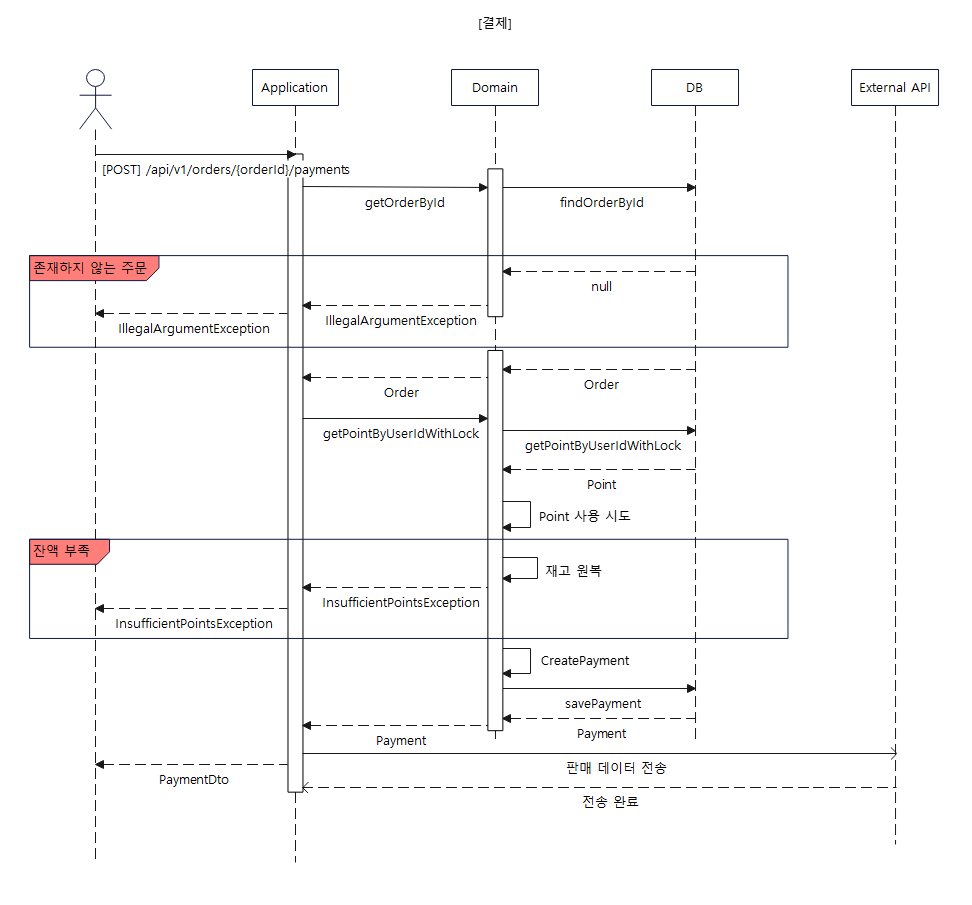 [결제]
Application
Domain
DB
External API
[POST] /api/v1/orders/{orderId}/payments
getOrderById
findOrderById
존재하지 않는 주문
null
IllegalArgumentException
IllegalArgumentException
Order
Order
getPointByUserIdWithLock
getPointByUserIdWithLock
Point
Point 사용 시도
잔액 부족
재고 원복
InsufficientPointsException
InsufficientPointsException
CreatePayment
savePayment
Payment
Payment
판매 데이터 전송
PaymentDto
전송 완료